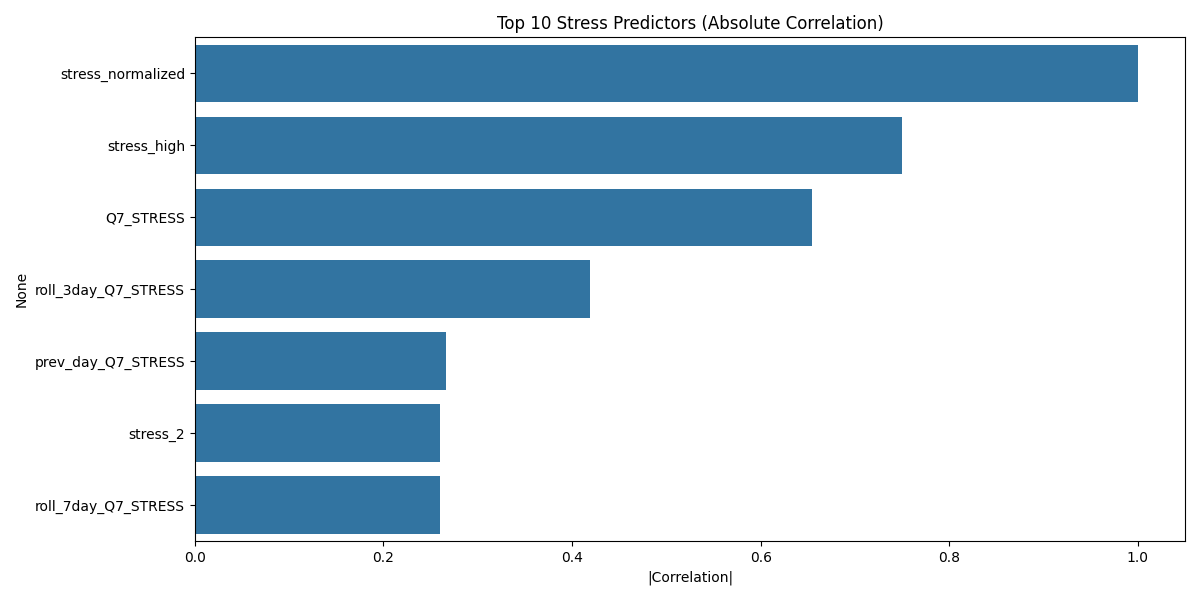 Top 10 Stress Predictors (Absolute Correlation)
None
stress_normalized
stress_high
Q7_STRESS
roll_3day_Q7_STRESS
prev_day_Q7_STRESS
stress_2
roll_7day_Q7_STRESS
0.0 0.2 0.4 0.6 0.8 1.0
|Correlation|